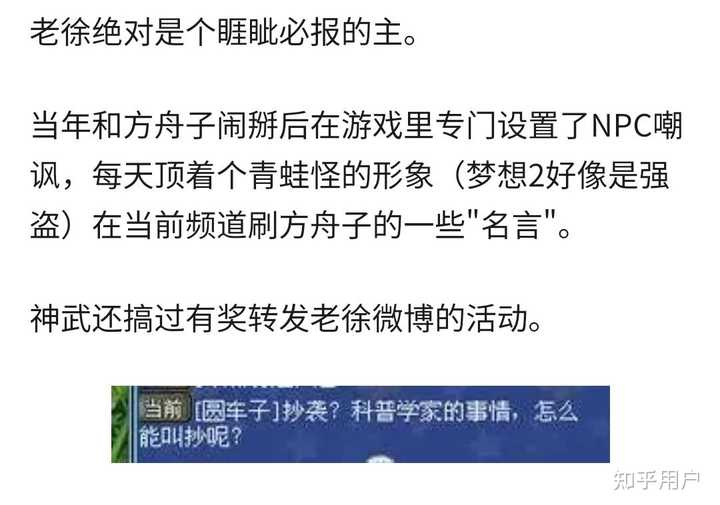 老徐绝对是个睚眦必报的主。
当年和方舟子闹掰后在游戏里专门设置了NPC嘲
讽，每天顶着个青蛙怪的形象（梦想2好像是强
盗）在当前频道刷方舟子的一些"名言"。
神武还搞过有奖转发老徐微博的活动。
当前 [圆车子]抄袭？科普学家的事情，怎么
能叫抄呢？
知乎用户